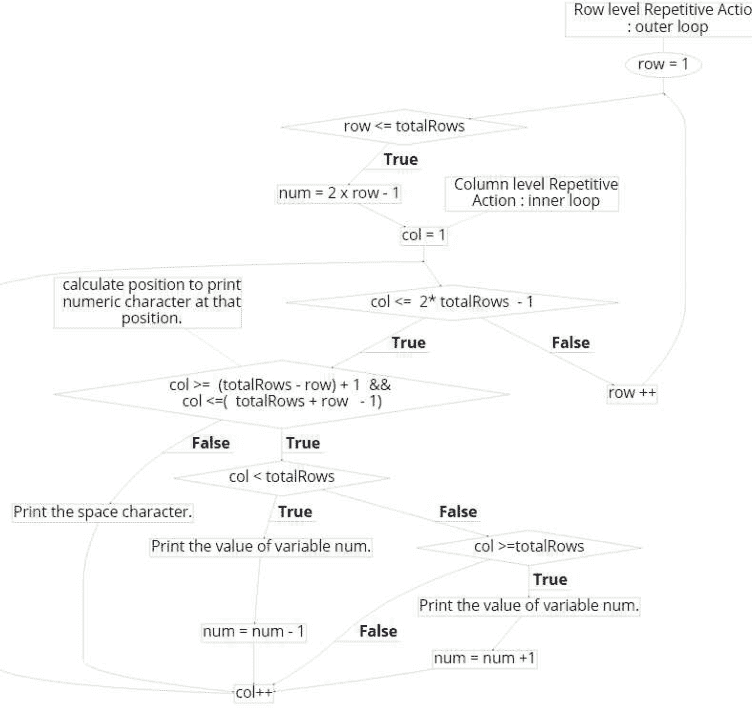 Row level Repetitive Actio
: outer loop
row = 1
row <= totalRows
True
num = 2 x row - 1
Column level Repetitive
Action : inner loop
col = 1
calculate position to print
numeric character at that
position.
col <= 2* totalRows - 1
True
False
col >= (totalRows - row) + 1 &&
col <=( totalRows + row - 1)
row ++
False
True
col < totalRows
Print the space character.
True
False
Print the value of variable num.
col >=totalRows
True
Print the value of variable num.
num = num - 1
False
num = num +1
col++